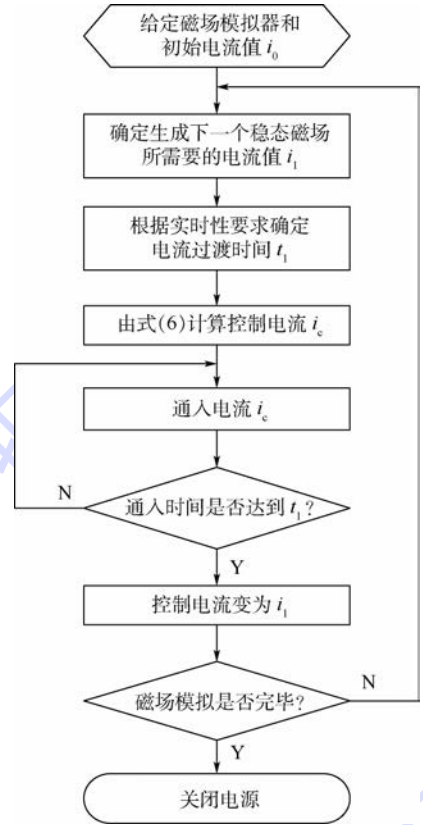 给定磁场模拟器和
初始电流值 i₀
确定生成下一个稳态磁场
所需要的电流值 i₁
根据实时性要求确定
电流过渡时间 t₁
由式(6)计算控制电流 i꜀
通入电流 i꜀
通入时间是否达到 t₁?
N
Y
控制电流变为 i₁
磁场模拟是否完毕?
N
Y
关闭电源